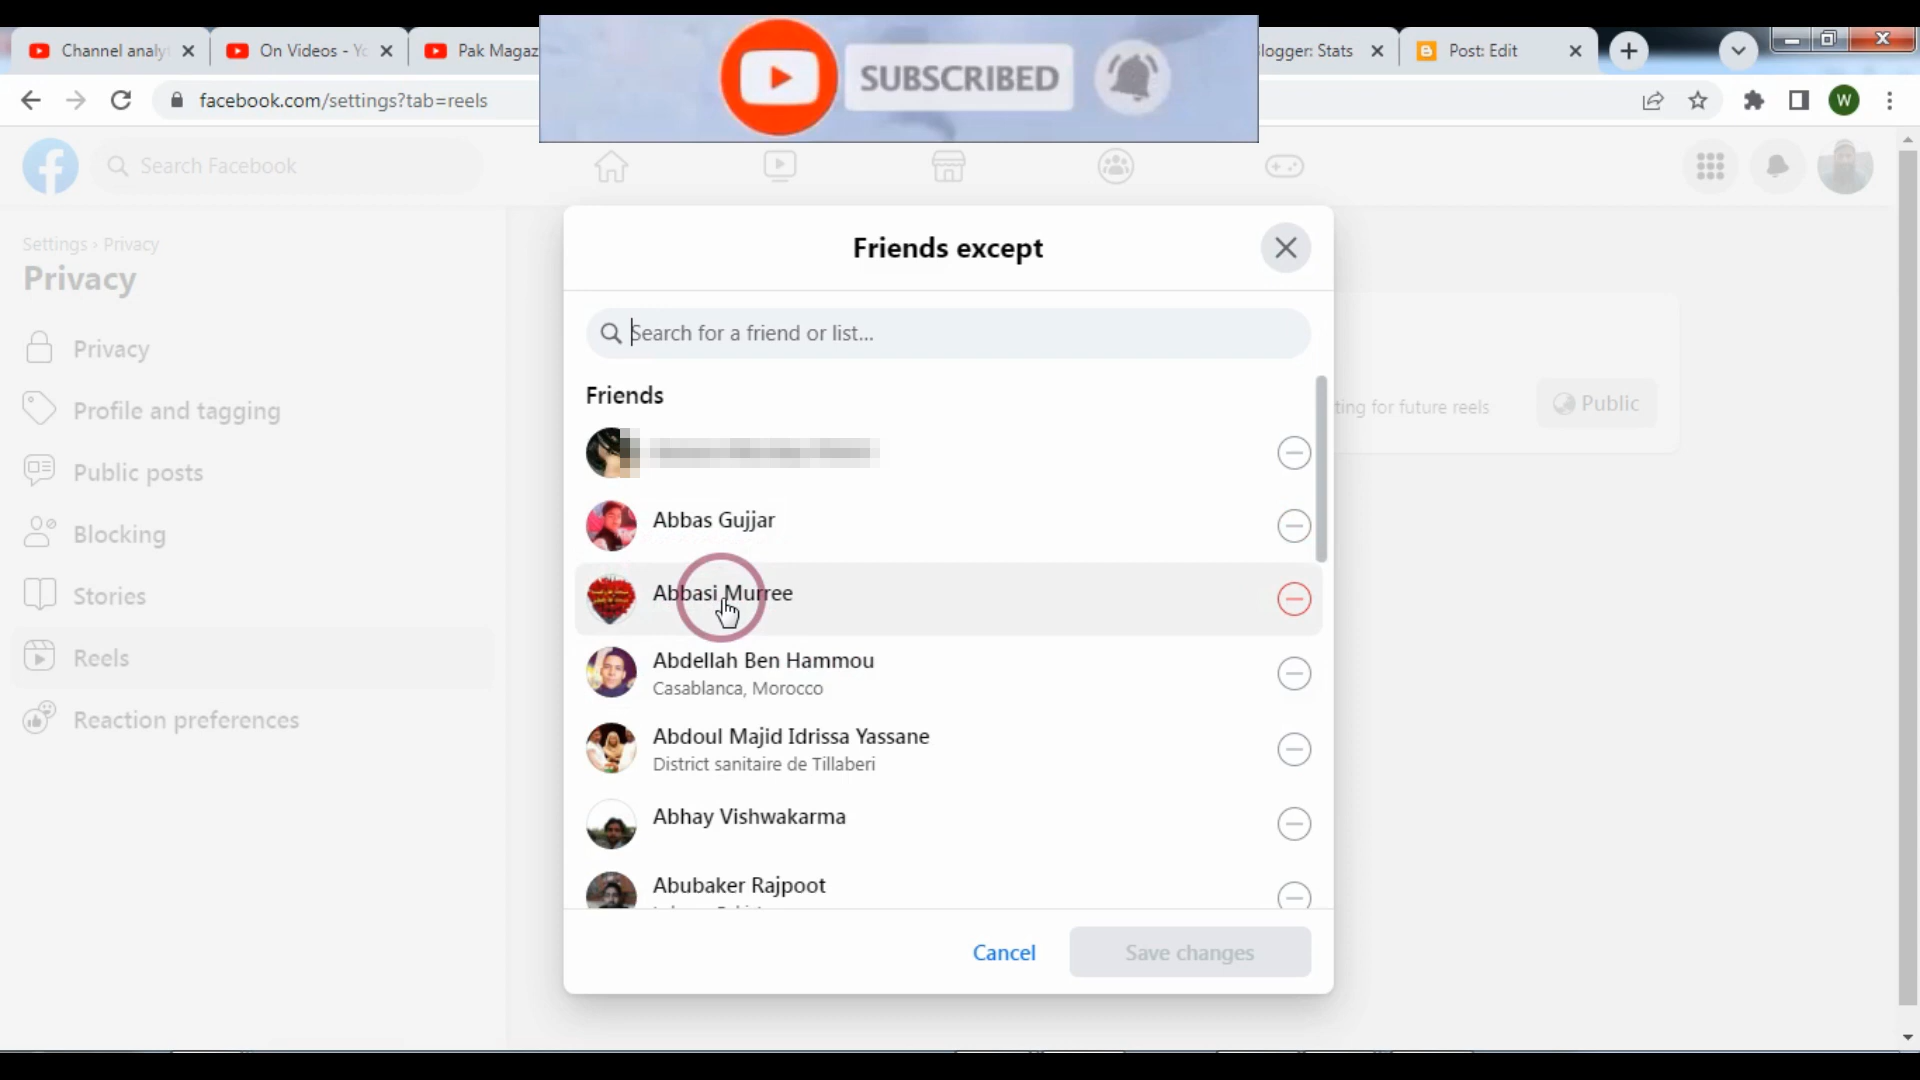 Channel analy
On Videos - Yo
Pak Magaz
logger: Stats
Post: Edit
SUBSCRIBED
facebook.com/settings?tab=reels
W
Search Facebook
Settings › Privacy
Privacy
Privacy
Profile and tagging
Public posts
Blocking
Stories
Reels
Reaction preferences
Friends except
Search for a friend or list...
Friends
Abbas Gujjar
Abbasi Murree
Abdellah Ben Hammou
Casablanca, Morocco
Abdoul Majid Idrissa Yassane
District sanitaire de Tillaberi
Abhay Vishwakarma
Abubaker Rajpoot
Cancel
Save changes
ting for future reels
Public